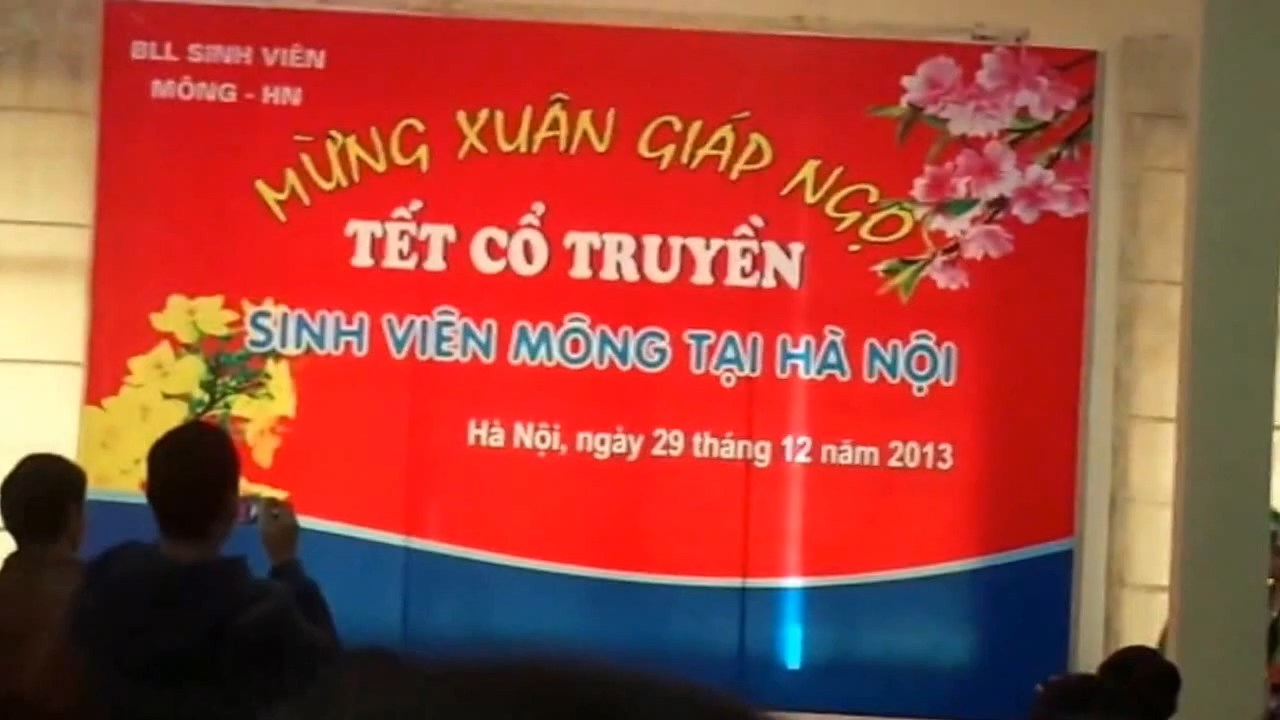 BLL SINH VIÊN
MÔNG - HN
MỪNG XUÂN GIÁP NGỌ
TẾT CỔ TRUYỀN
SINH VIÊN MÔNG TẠI HÀ NỘI
Hà Nội, ngày 29 tháng 12 năm 2013